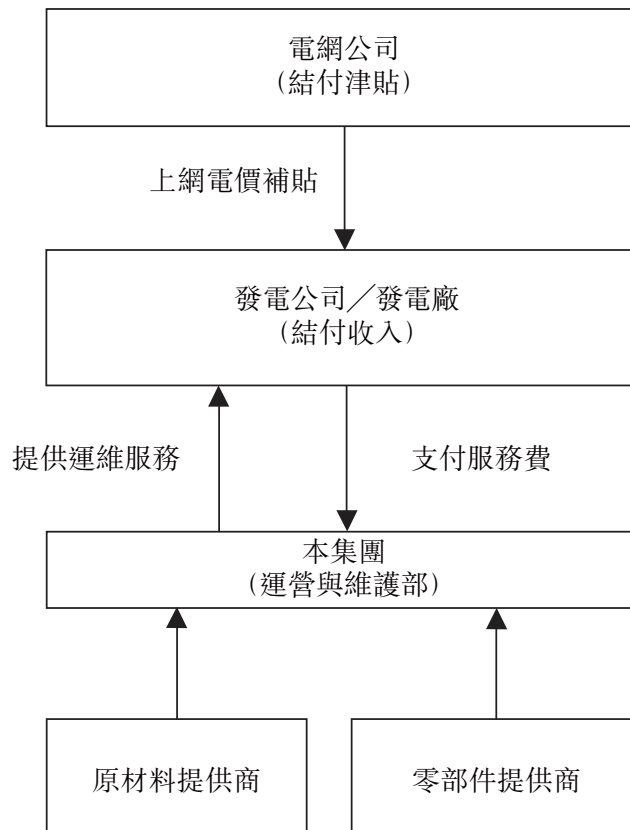 電網公司
(結付津貼)
上網電價補貼
發電公司╱發電廠
(結付收入)
提供運維服務
支付服務費
本集團
(運營與維護部)
原材料提供商
零部件提供商